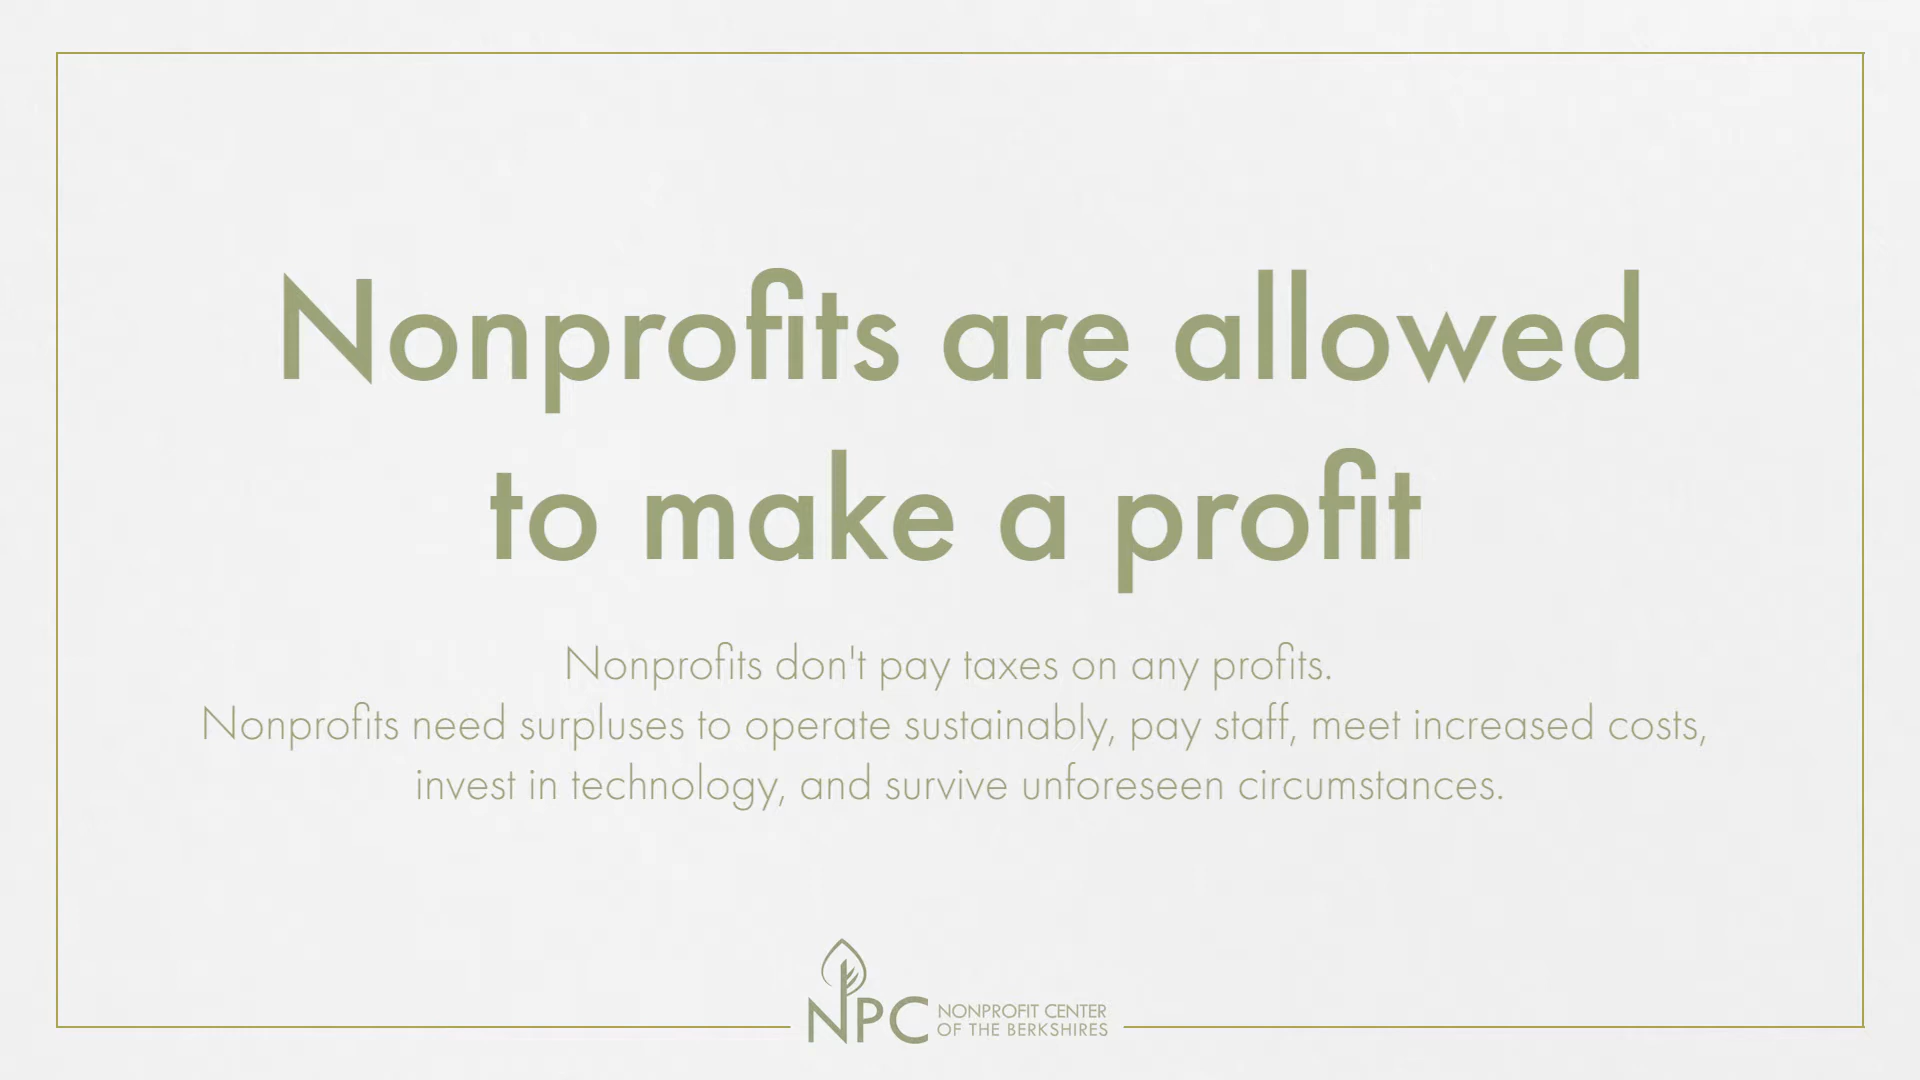 Nonprofits are allowed
to make a profit
Nonprofits don't pay taxes on any profits.
Nonprofits need surpluses to operate sustainably, pay staff, meet increased costs,
invest in technology, and survive unforeseen circumstances.
NPC
NONPROFIT CENTER
OF THE BERKSHIRES